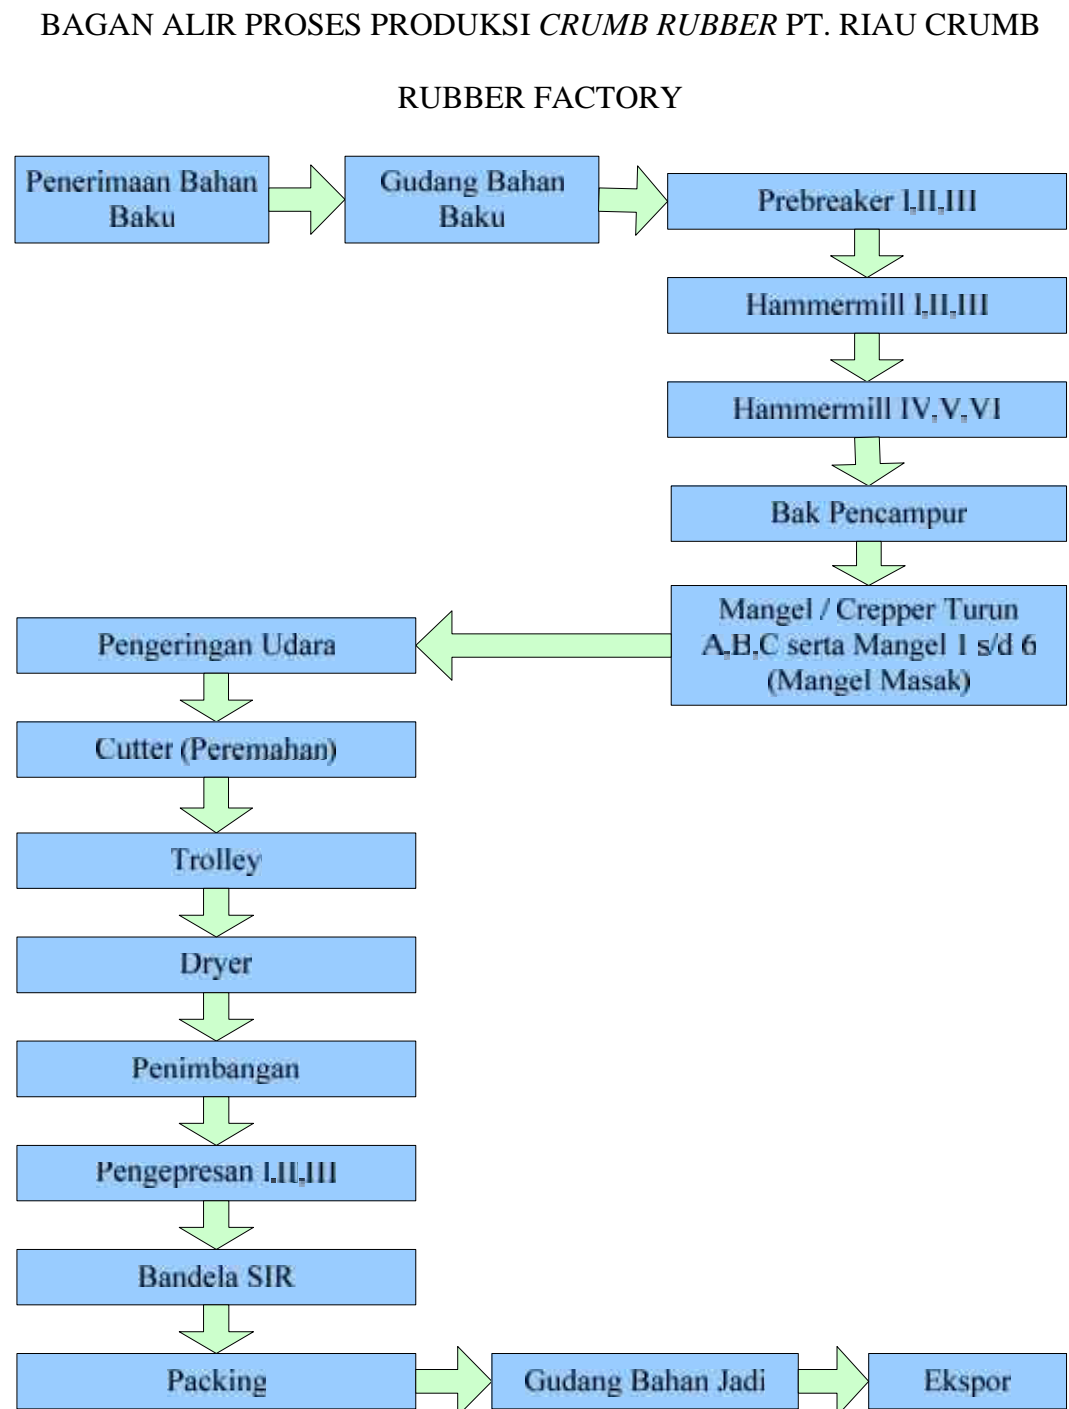 BAGAN ALIR PROSES PRODUKSI CRUMB RUBBER PT. RIAU CRUMB
RUBBER FACTORY
Penerimaan Bahan
Baku
Gudang Bahan
Baku
Prebreaker I,II,III
Hammermill I,II,III
Hammermill IV,V,VI
Bak Pencampur
Mangel / Crepper Turun
A,B,C serta Mangel 1 s/d 6
(Mangel Masak)
Pengeringan Udara
Cutter (Peremahan)
Trolley
Dryer
Penimbangan
Pengepresan I,II,III
Bandela SIR
Packing
Gudang Bahan Jadi
Ekspor